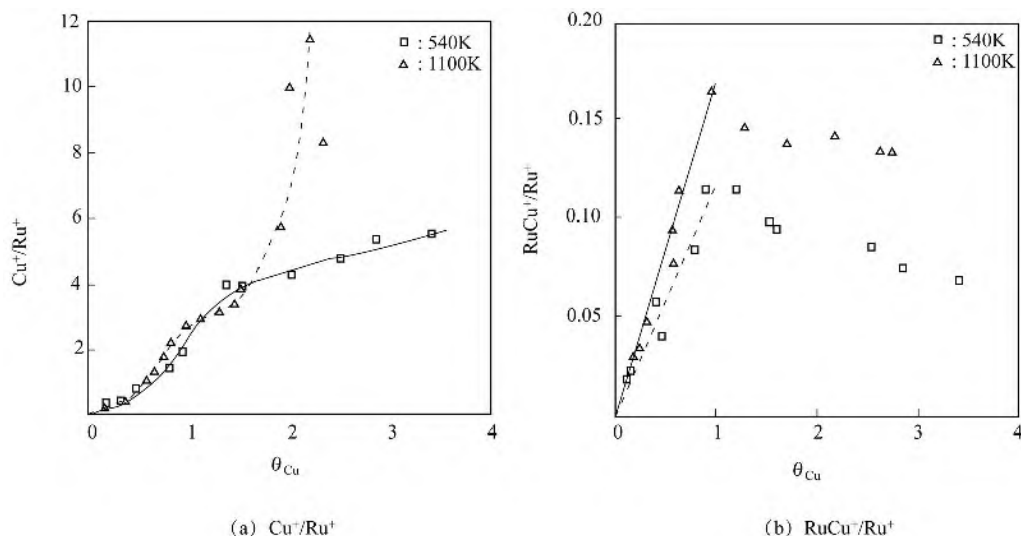 12
10
8
6
4
2
0
0
1
2
3
4
Cu⁺/Ru⁺
θCu
□ : 540K
△ : 1100K
(a) Cu⁺/Ru⁺
0.20
0.15
0.10
0.05
0
1
2
3
4
RuCu⁺/Ru⁺
θCu
□ : 540K
△ : 1100K
(b) RuCu⁺/Ru⁺